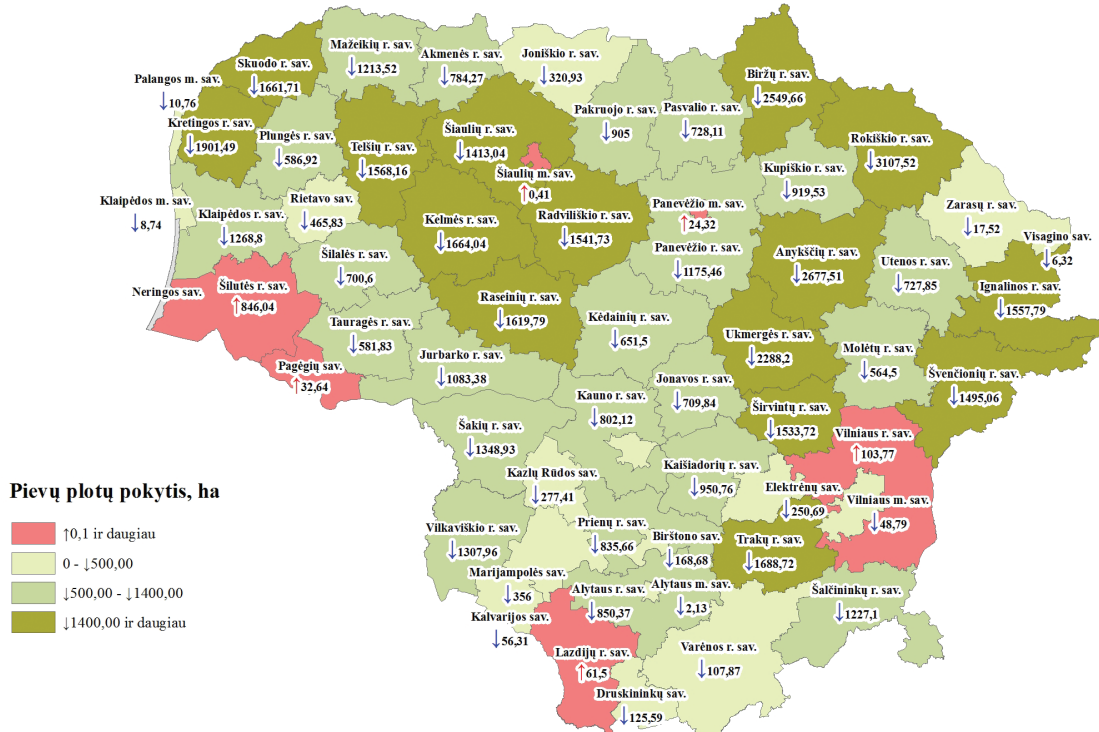 Mažeikių r. sav.
↓1213,52
Akmenės r. sav.
↓784,27
Joniškio r. sav.
↓320,93
Skuodo r. sav.
↓1661,71
Palangos m. sav.
↓10,76
Kretingos r. sav.
↓1901,49
Plungės r. sav.
↓586,92
Telšių r. sav.
↓1568,16
Šiaulių r. sav.
↓1413,04
Šiaulių m. sav.
↑0,41
Pakruojo r. sav.
↓905
Pasvalio r. sav.
↓728,11
Biržų r. sav.
↓2549,66
Rokiškio r. sav.
↓3107,52
Kupiškio r. sav.
↓919,53
Zarasų r. sav.
↓17,52
Visagino sav.
↓6,32
Klaipėdos m. sav.
↓8,74
Klaipėdos r. sav.
↓1268,8
Rietavo sav.
↓465,83
Kelmės r. sav.
↓1664,04
Radviliškio r. sav.
↓1541,73
Panevėžio m. sav.
↑24,32
Panevėžio r. sav.
↓1175,46
Anykščių r. sav.
↓2677,51
Utenos r. sav.
↓727,85
Ignalinos r. sav.
↓1557,79
Neringos sav.
Šilutės r. sav.
↑846,04
Šilalės r. sav.
↓700,6
Tauragės r. sav.
↓581,83
Raseinių r. sav.
↓1619,79
Kėdainių r. sav.
↓651,5
Ukmergės r. sav.
↓2288,2
Molėtų r. sav.
↓564,5
Švenčionių r. sav.
↓1495,06
Pagėgių sav.
↑32,64
Jurbarko r. sav.
↓1083,38
Kauno r. sav.
↓802,12
Jonavos r. sav.
↓709,84
Širvintų r. sav.
↓1533,72
Vilniaus r. sav.
↑103,77
Šakių r. sav.
↓1348,93
Kazlų Rūdos sav.
↓277,41
Kaišiadorių r. sav.
↓950,76
Elektrėnų sav.
↓250,69
Vilniaus m. sav.
↓48,79
Vilkaviškio r. sav.
↓1307,96
Prienų r. sav.
↓835,66
Birštono sav.
↓168,68
Trakų r. sav.
↓1688,72
Marijampolės sav.
↓356
Alytaus r. sav.
↓850,37
Alytaus m. sav.
↓2,13
Šalčininkų r. sav.
↓1227,1
Kalvarijos sav.
↓56,31
Lazdijų r. sav.
↑61,5
Varėnos r. sav.
↓107,87
Druskininkų sav.
↓125,59
Pievų plotų pokytis, ha
↑0,1 ir daugiau
0 - ↓500,00
↓500,00 - ↓1400,00
↓1400,00 ir daugiau